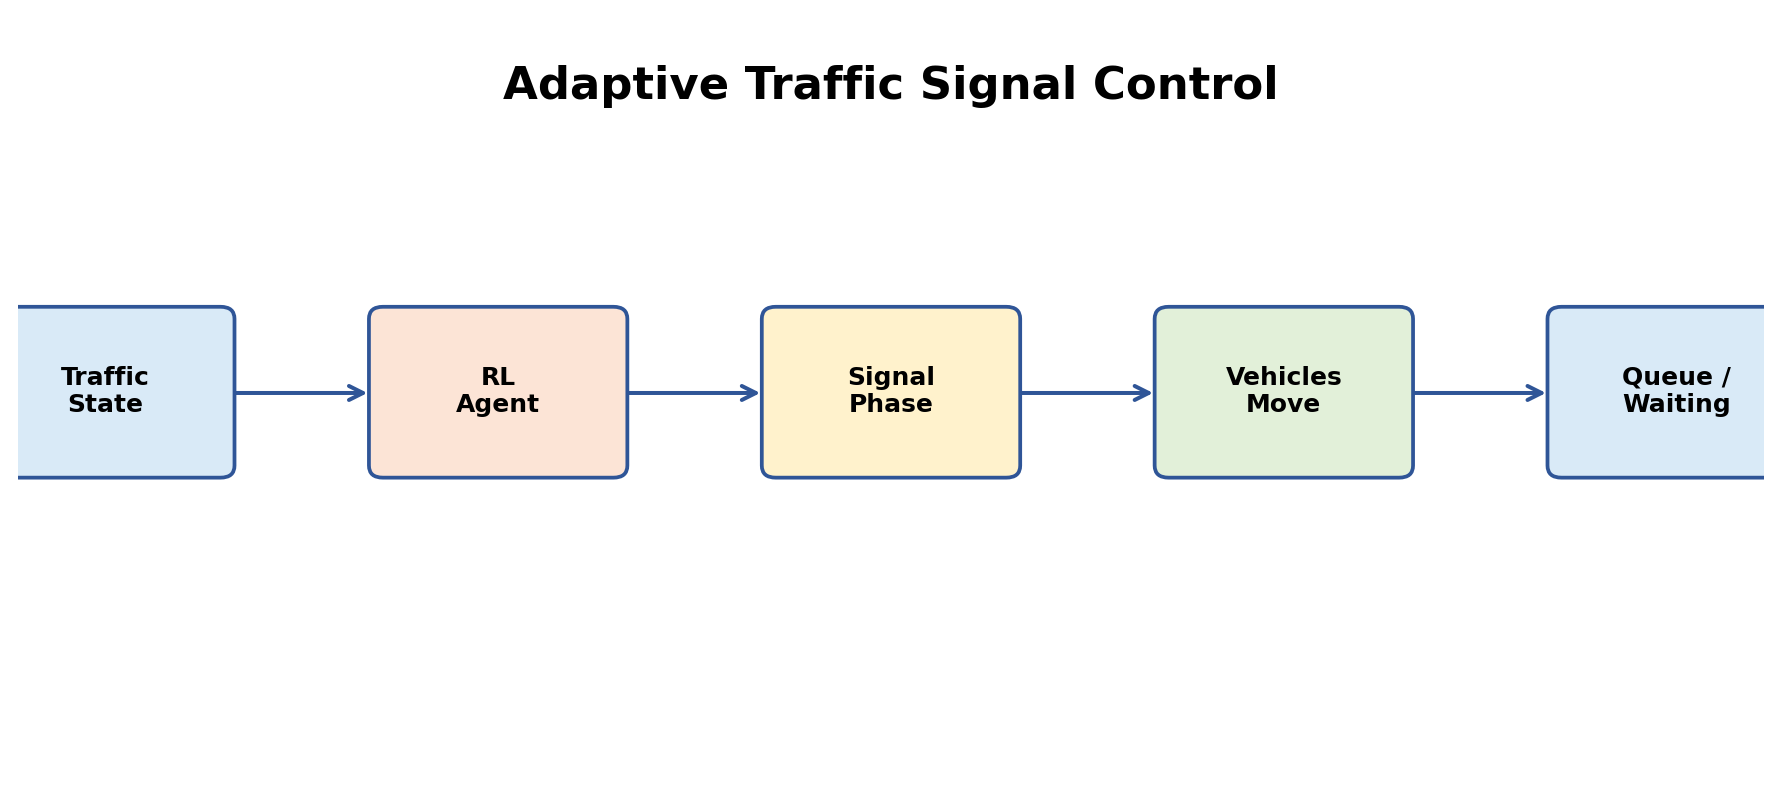 Adaptive Traffic Signal Control
Traffic
State
RL
Agent
Signal
Phase
Vehicles
Move
Queue /
Waiting